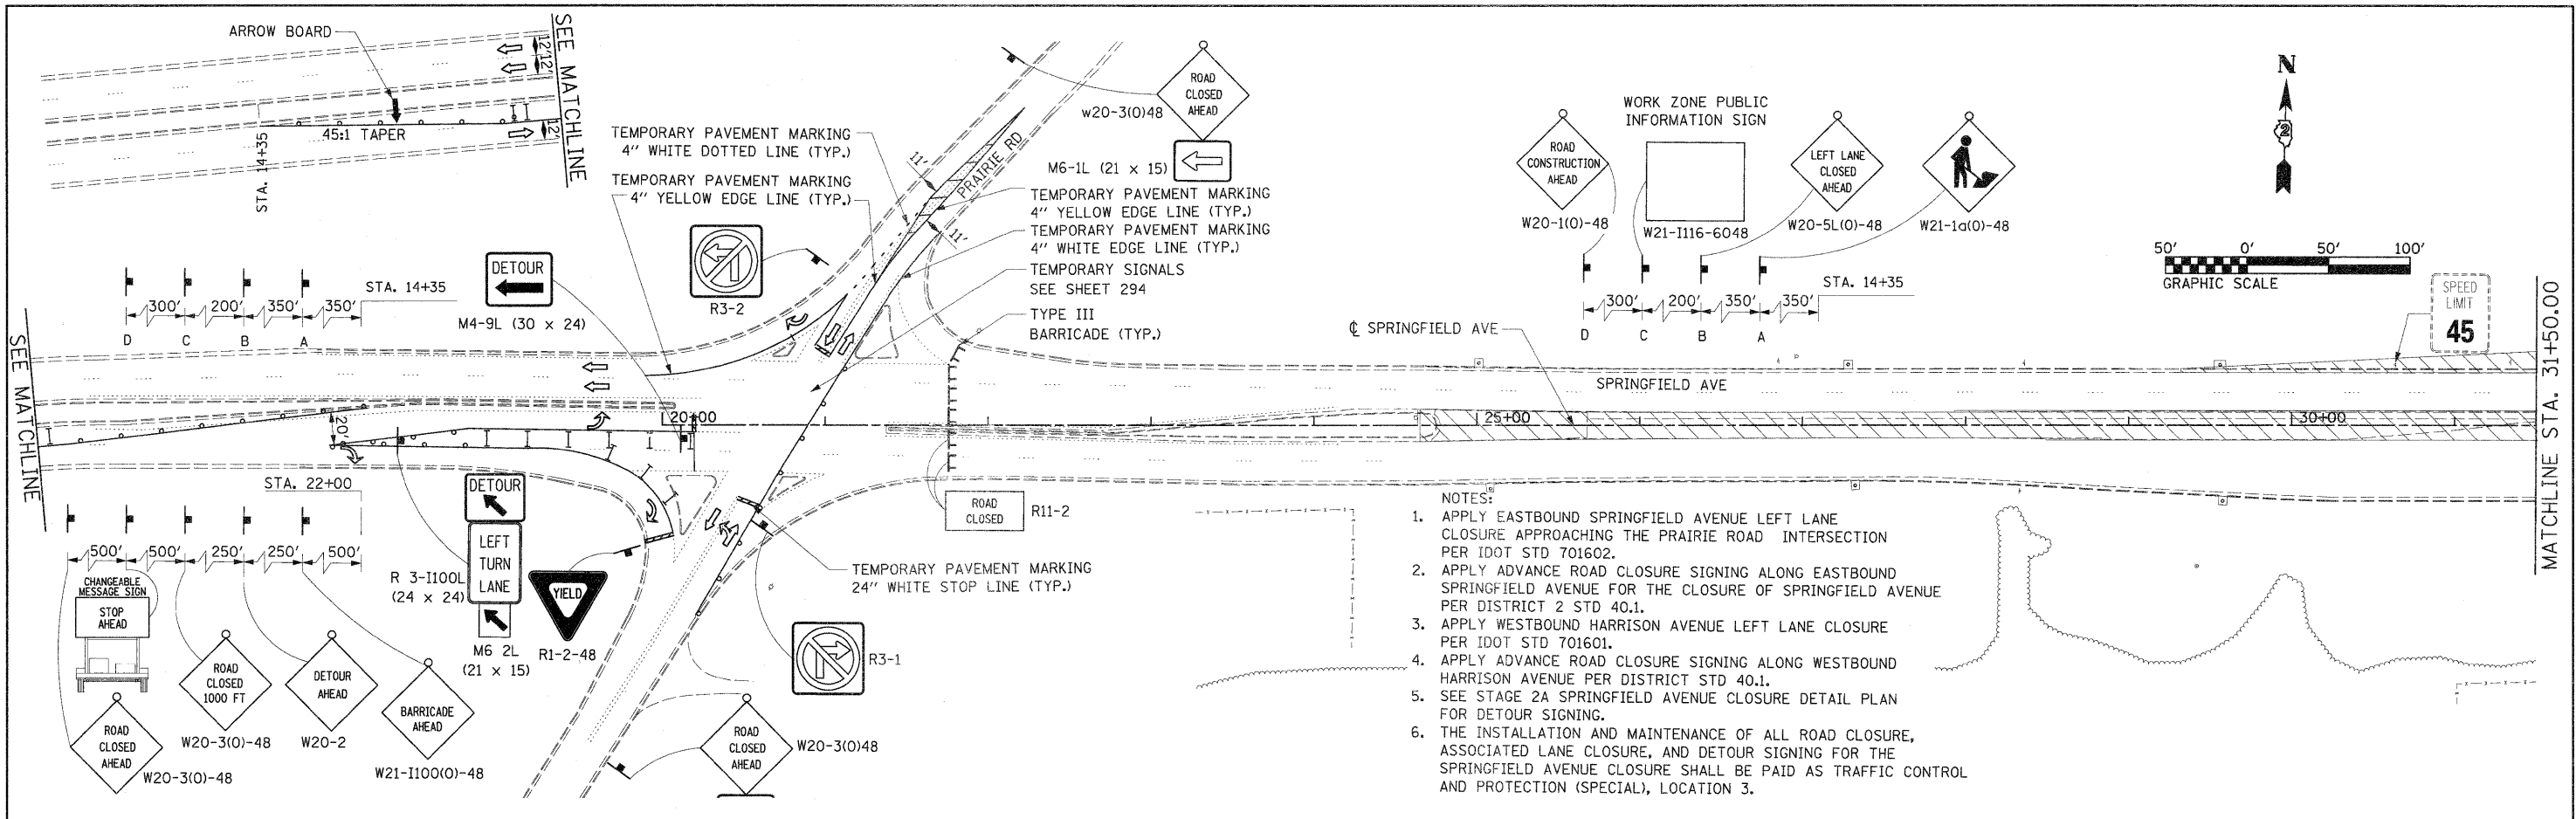 ARROW BOARD
SEE MATCHLINE
12'
12'
12'
45:1 TAPER
STA. 14+35
TEMPORARY PAVEMENT MARKING
4" WHITE DOTTED LINE (TYP.)
TEMPORARY PAVEMENT MARKING
4" YELLOW EDGE LINE (TYP.)
R3-2
DETOUR
M4-9L (30 x 24)
ROAD
CLOSED
AHEAD
w20-3(0)48
M6-1L (21 x 15)
11'
PRAIRIE RD
11'
TEMPORARY PAVEMENT MARKING
4" YELLOW EDGE LINE (TYP.)
TEMPORARY PAVEMENT MARKING
4" WHITE EDGE LINE (TYP.)
TEMPORARY SIGNALS
SEE SHEET 294
TYPE III
BARRICADE (TYP.)
WORK ZONE PUBLIC
INFORMATION SIGN
ROAD
CONSTRUCTION
AHEAD
W20-1(0)-48
W21-I116-6048
LEFT LANE
CLOSED
AHEAD
W20-5L(0)-48
W21-1a(0)-48
300'
200'
350'
350'
STA. 14+35
D
C
B
A
N
2
50'
0'
50'
100'
GRAPHIC SCALE
SPEED
LIMIT
45
MATCHLINE STA. 31+50.00
300'
200'
350'
350'
STA. 14+35
D
C
B
A
SEE MATCHLINE
℄ SPRINGFIELD AVE
SPRINGFIELD AVE
20+00
25+00
30+00
20'
STA. 22+00
500'
500'
250'
250'
500'
CHANGEABLE
MESSAGE SIGN
STOP
AHEAD
ROAD
CLOSED
AHEAD
W20-3(0)-48
ROAD
CLOSED
1000 FT
W20-3(0)-48
DETOUR
AHEAD
W20-2
BARRICADE
AHEAD
W21-I100(0)-48
DETOUR
LEFT
TURN
LANE
R 3-I100L
(24 x 24)
M6 2L
(21 x 15)
YIELD
R1-2-48
TEMPORARY PAVEMENT MARKING
24" WHITE STOP LINE (TYP.)
R3-1
ROAD
CLOSED
AHEAD
W20-3(0)48
ROAD
CLOSED
R11-2
NOTES:
1. APPLY EASTBOUND SPRINGFIELD AVENUE LEFT LANE
CLOSURE APPROACHING THE PRAIRIE ROAD INTERSECTION
PER IDOT STD 701602.
2. APPLY ADVANCE ROAD CLOSURE SIGNING ALONG EASTBOUND
SPRINGFIELD AVENUE FOR THE CLOSURE OF SPRINGFIELD AVENUE
PER DISTRICT 2 STD 40.1.
3. APPLY WESTBOUND HARRISON AVENUE LEFT LANE CLOSURE
PER IDOT STD 701601.
4. APPLY ADVANCE ROAD CLOSURE SIGNING ALONG WESTBOUND
HARRISON AVENUE PER DISTRICT STD 40.1.
5. SEE STAGE 2A SPRINGFIELD AVENUE CLOSURE DETAIL PLAN
FOR DETOUR SIGNING.
6. THE INSTALLATION AND MAINTENANCE OF ALL ROAD CLOSURE,
ASSOCIATED LANE CLOSURE, AND DETOUR SIGNING FOR THE
SPRINGFIELD AVENUE CLOSURE SHALL BE PAID AS TRAFFIC CONTROL
AND PROTECTION (SPECIAL), LOCATION 3.